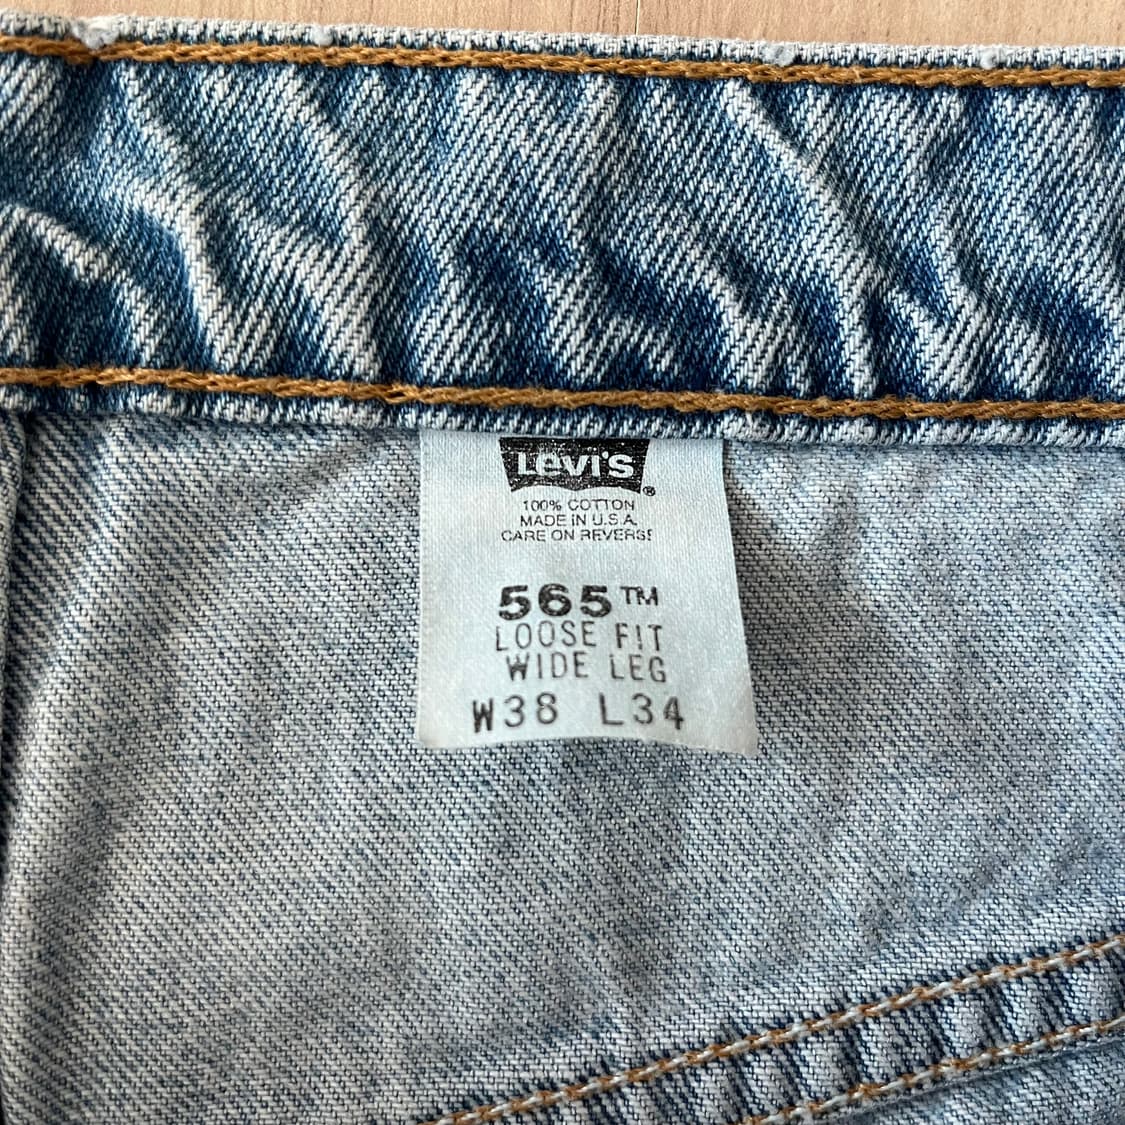 Levi's®
100% COTTON
MADE IN U.S.A.
CARE ON REVERSE
565™
LOOSE FIT
WIDE LEG
W38 L34